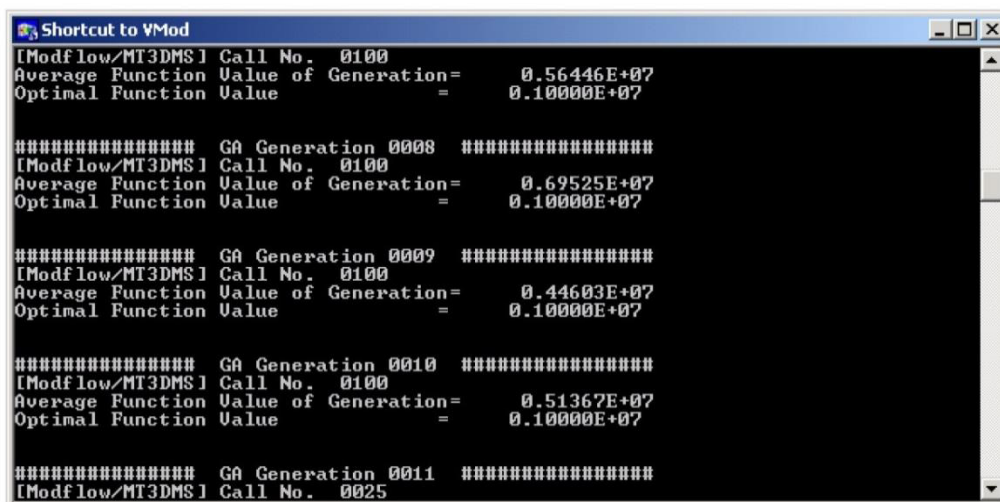 Shortcut to VMod
[Modflow/MT3DMS] Call No.  0100
Average Function Value of Generation=     0.56446E+07
Optimal Function Value              =     0.10000E+07
###############  GA Generation 0008  ################
[Modflow/MT3DMS] Call No.  0100
Average Function Value of Generation=     0.69525E+07
Optimal Function Value              =     0.10000E+07
###############  GA Generation 0009  ################
[Modflow/MT3DMS] Call No.  0100
Average Function Value of Generation=     0.44603E+07
Optimal Function Value              =     0.10000E+07
###############  GA Generation 0010  ################
[Modflow/MT3DMS] Call No.  0100
Average Function Value of Generation=     0.51367E+07
Optimal Function Value              =     0.10000E+07
###############  GA Generation 0011  ################
[Modflow/MT3DMS] Call No.  0025